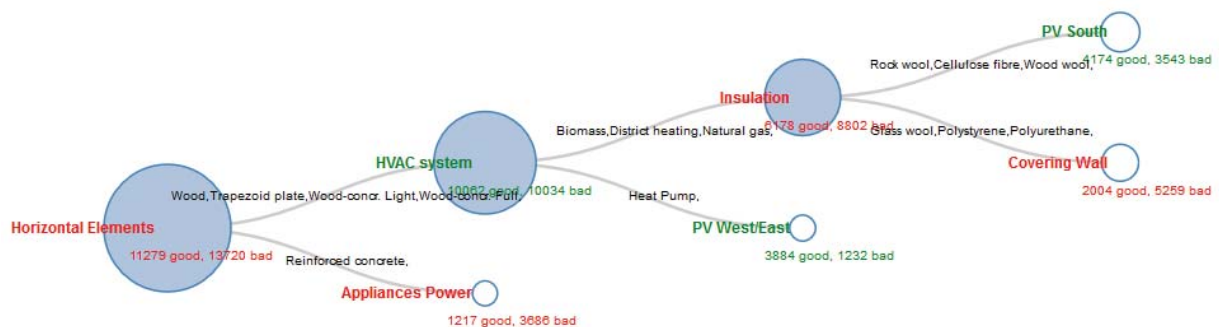 PV South
4174 good, 3543 bad
Rock wool,Cellulose fibre,Wood wool,
Insulation
6178 good, 8802 bad
Biomass,District heating,Natural gas,
Glass wool,Polystyrene,Polyurethane,
HVAC system
Covering Wall
10062 good, 10034 bad
2004 good, 5259 bad
Wood,Trapezoid plate,Wood-concr. Light,Wood-concr. Full,
Heat Pump,
Horizontal Elements
PV West/East
11279 good, 13720 bad
3884 good, 1232 bad
Reinforced concrete,
Appliances Power
1217 good, 3686 bad